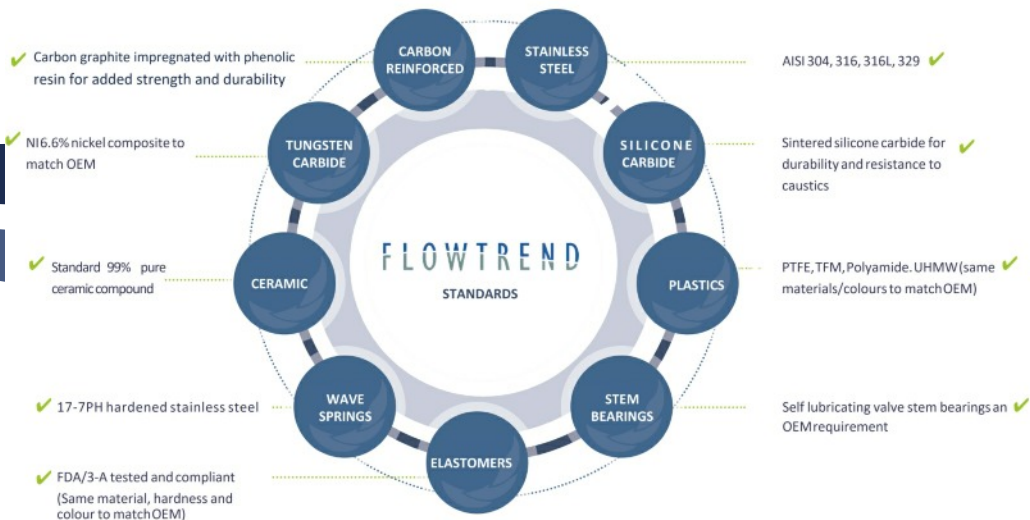 CARBON
REINFORCED
STAINLESS
STEEL
Carbon graphite impregnated with phenolic
resin for added strength and durability
AISI 304, 316, 316L, 329
TUNGSTEN
CARBIDE
SILICONE
CARBIDE
NI6.6% nickel composite to
match OEM
Sintered silicone carbide for
durability and resistance to
caustics
FLOWTREND
STANDARDS
CERAMIC
PLASTICS
Standard 99% pure
ceramic compound
PTFE, TFM, Polyamide. UHMW (same
materials/colours to match OEM)
WAVE
SPRINGS
STEM
BEARINGS
17-7PH hardened stainless steel
Self lubricating valve stem bearings an
OEM requirement
ELASTOMERS
FDA/3-A tested and compliant
(Same material, hardness and
colour to match OEM)